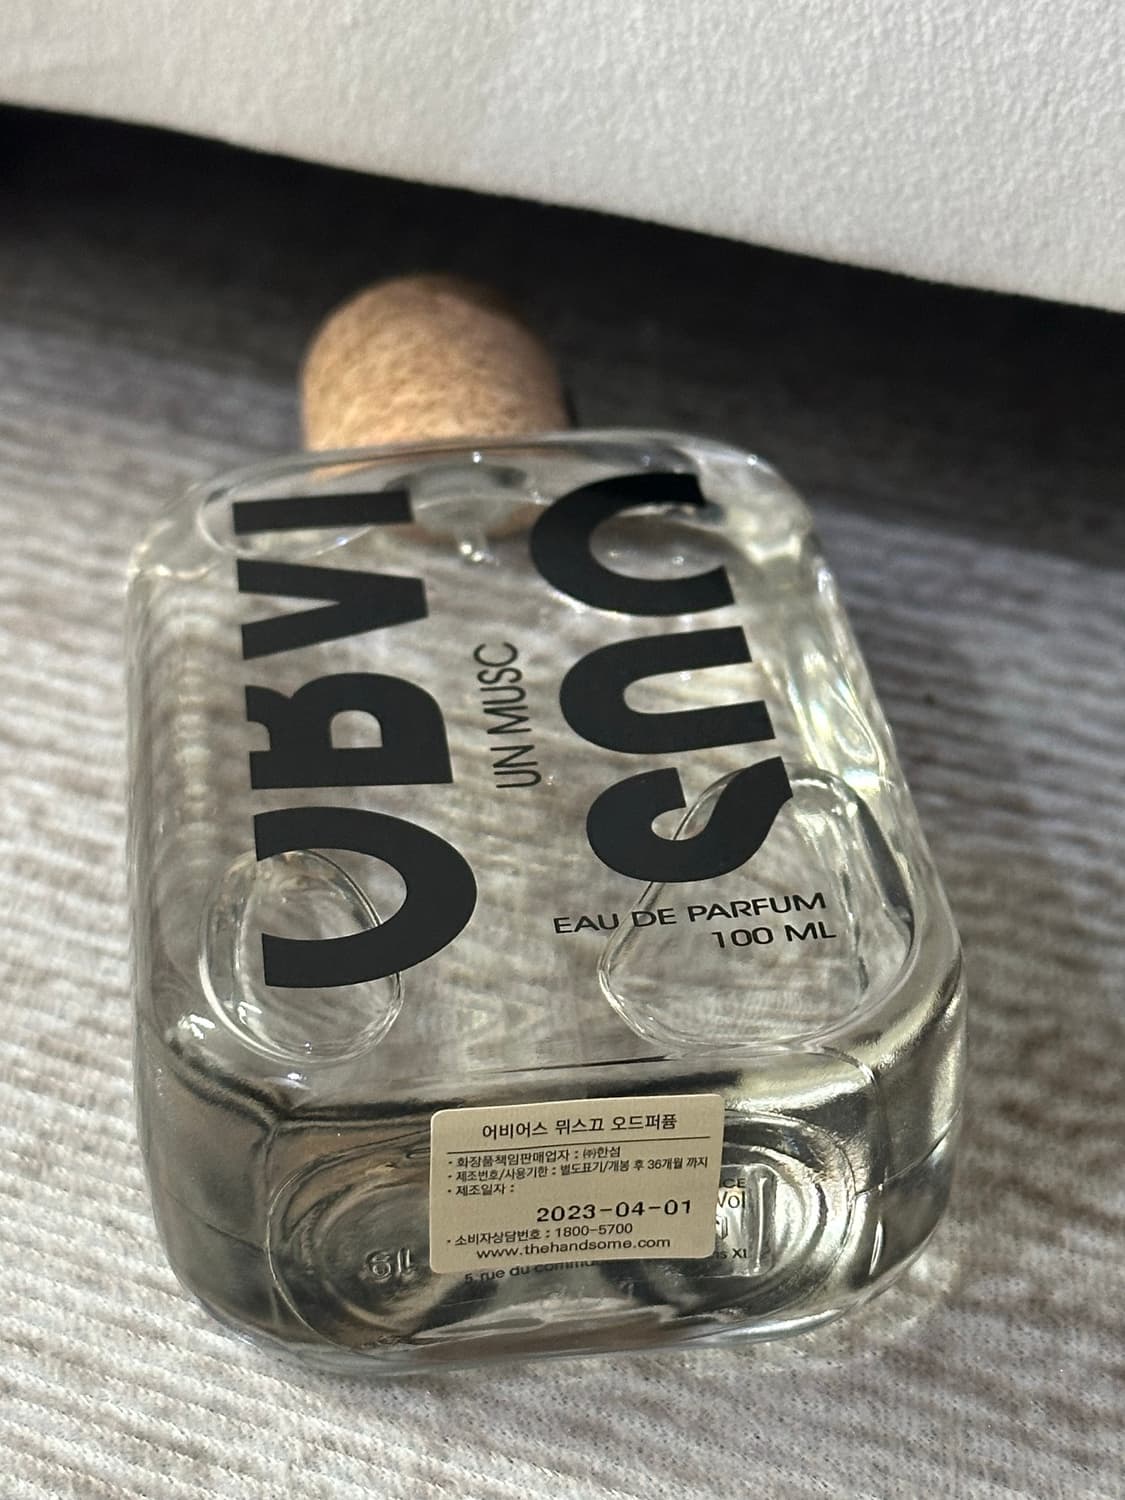 OBVI
UN MUSC
OUS
EAU DE PARFUM
100 ML
어비어스 뮈스끄 오드퍼퓸
· 화장품책임판매업자 : ㈜한섬
· 제조번호/사용기한 : 별도표기/개봉 후 36개월 까지
· 제조일자 :
2023-04-01
· 소비자상담번호 : 1800-5700
www.thehandsome.com
5 rue du